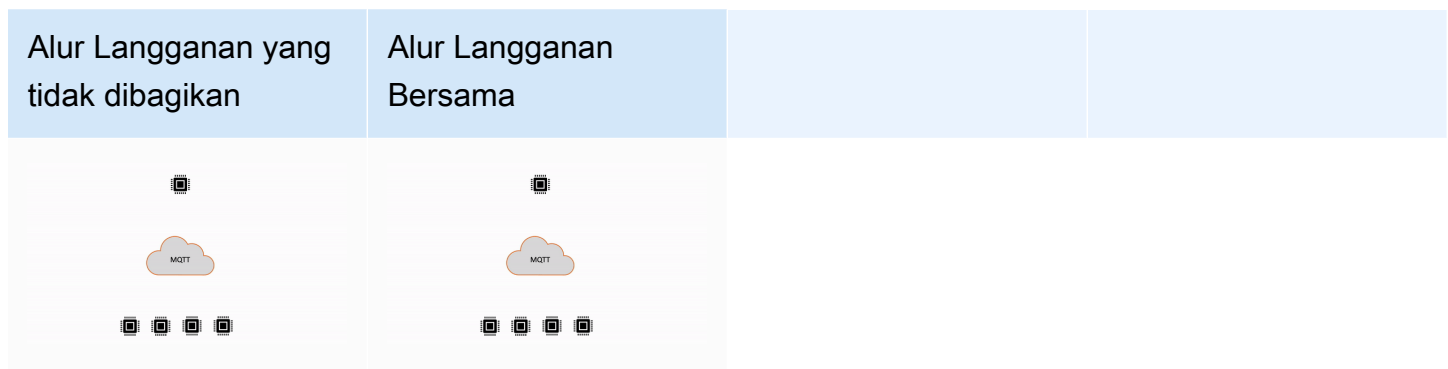 Alur Langganan yang
tidak dibagikan
Alur Langganan
Bersama
MQTT
MQTT